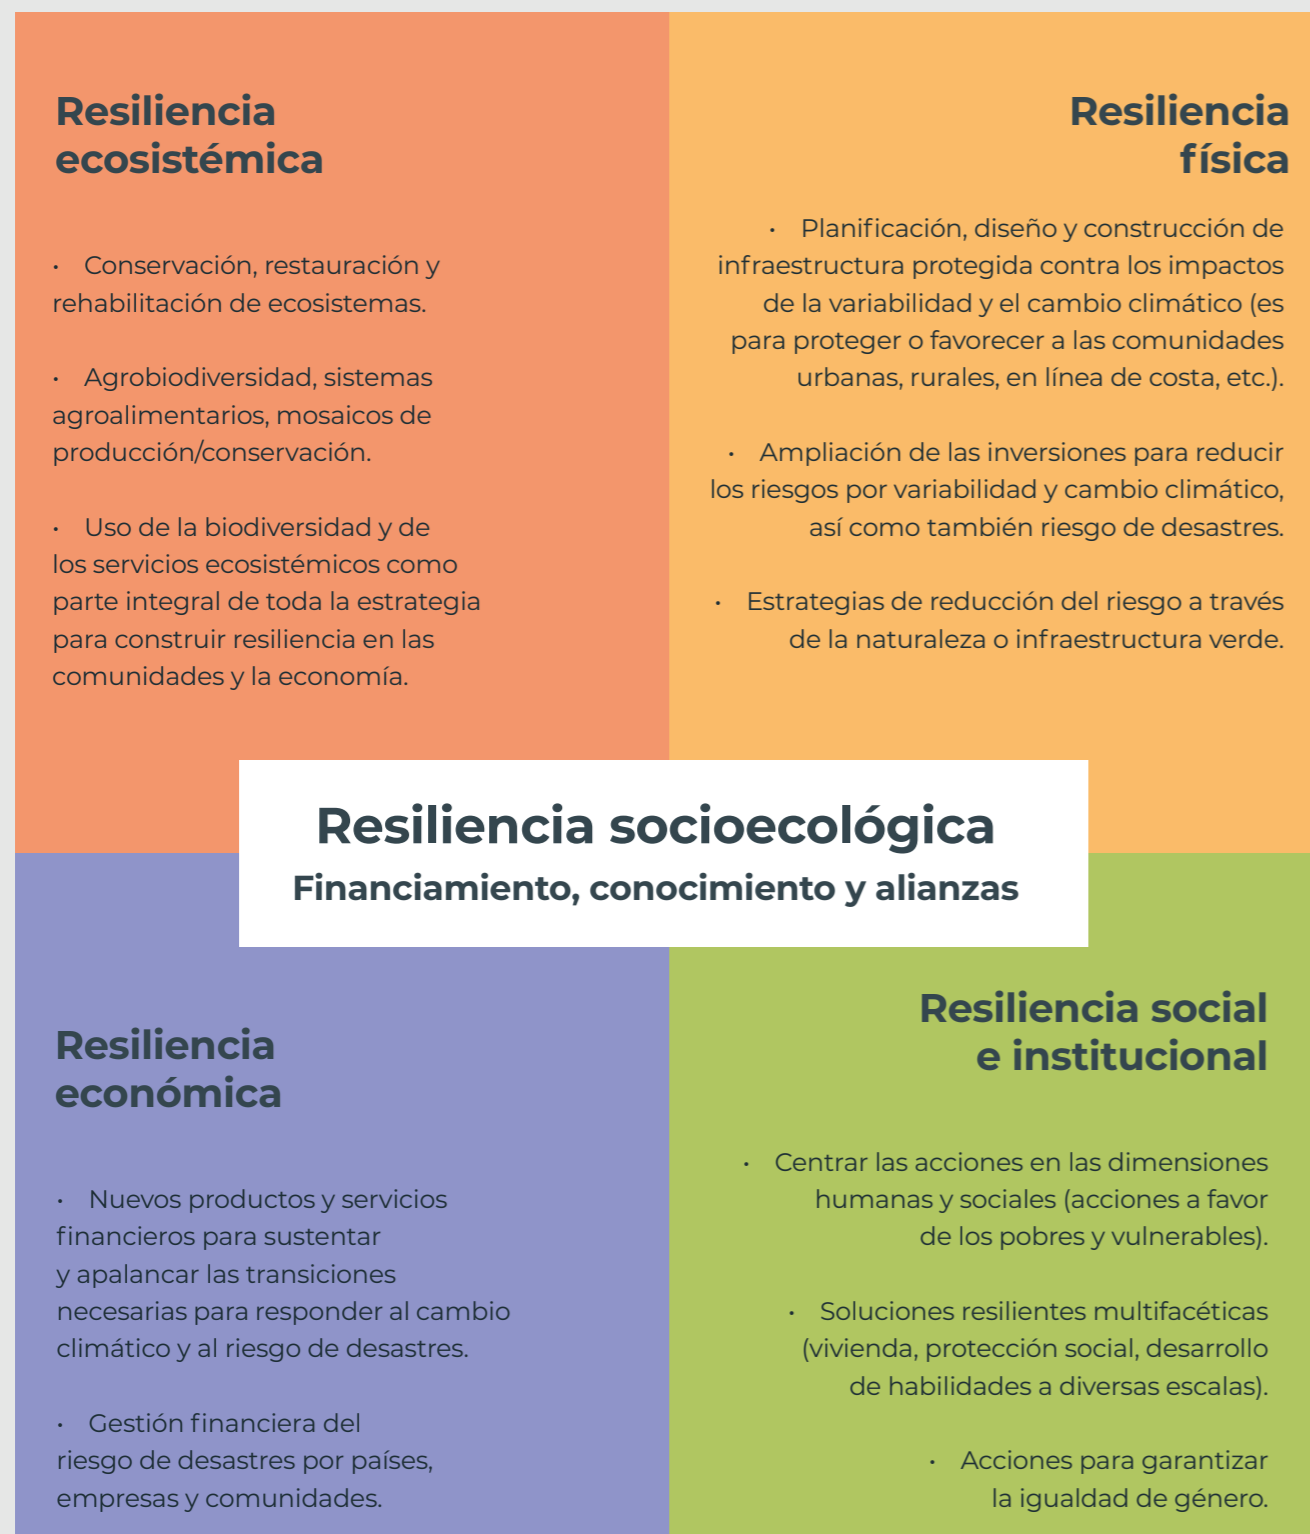 Resiliencia
ecosistémica
• Conservación, restauración y
rehabilitación de ecosistemas.
• Agrobiodiversidad, sistemas
agroalimentarios, mosaicos de
producción/conservación.
• Uso de la biodiversidad y de
los servicios ecosistémicos como
parte integral de toda la estrategia
para construir resiliencia en las
comunidades y la economía.
Resiliencia
física
• Planificación, diseño y construcción de
infraestructura protegida contra los impactos
de la variabilidad y el cambio climático (es
para proteger o favorecer a las comunidades
urbanas, rurales, en línea de costa, etc.).
• Ampliación de las inversiones para reducir
los riesgos por variabilidad y cambio climático,
así como también riesgo de desastres.
• Estrategias de reducción del riesgo a través
de la naturaleza o infraestructura verde.
Resiliencia socioecológica
Financiamiento, conocimiento y alianzas
Resiliencia
económica
• Nuevos productos y servicios
financieros para sustentar
y apalancar las transiciones
necesarias para responder al cambio
climático y al riesgo de desastres.
• Gestión financiera del
riesgo de desastres por países,
empresas y comunidades.
Resiliencia social
e institucional
• Centrar las acciones en las dimensiones
humanas y sociales (acciones a favor
de los pobres y vulnerables).
• Soluciones resilientes multifacéticas
(vivienda, protección social, desarrollo
de habilidades a diversas escalas).
• Acciones para garantizar
la igualdad de género.